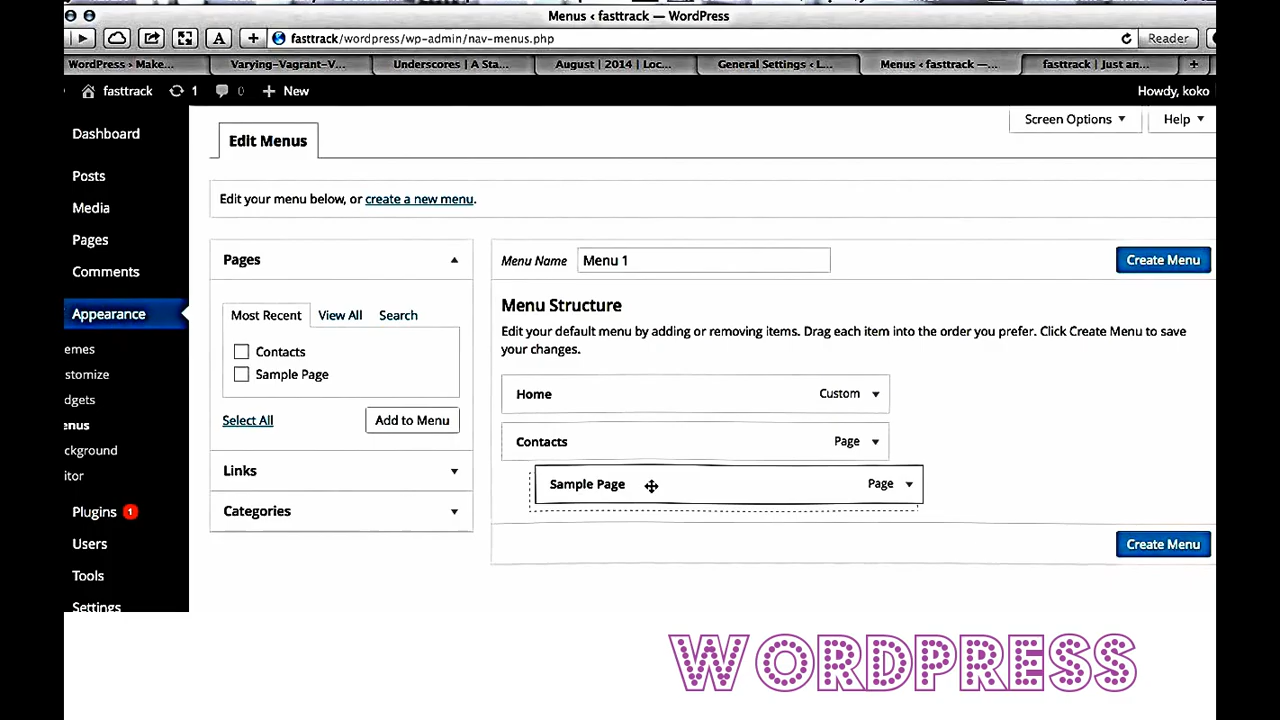 Menus ‹ fasttrack — WordPress
fasttrack/wordpress/wp-admin/nav-menus.php
Reader
WordPress › Make...
Varying-Vagrant-V...
Underscores | A Sta...
August | 2014 | Loc...
General Settings ‹ L...
Menus ‹ fasttrack —...
fasttrack | Just an...
fasttrack
1
0
New
Howdy, koko
Screen Options
Help
Dashboard
Posts
Media
Pages
Comments
Appearance
emes
stomize
dgets
enus
ckground
itor
Plugins 1
Users
Tools
Settings
Edit Menus
Edit your menu below, or create a new menu.
Pages
Most Recent
View All
Search
Contacts
Sample Page
Select All
Add to Menu
Links
Categories
Menu Name
Menu 1
Create Menu
Menu Structure
Edit your default menu by adding or removing items. Drag each item into the order you prefer. Click Create Menu to save
your changes.
Home Custom
Contacts Page
Sample Page Page
Create Menu
WORDPRESS